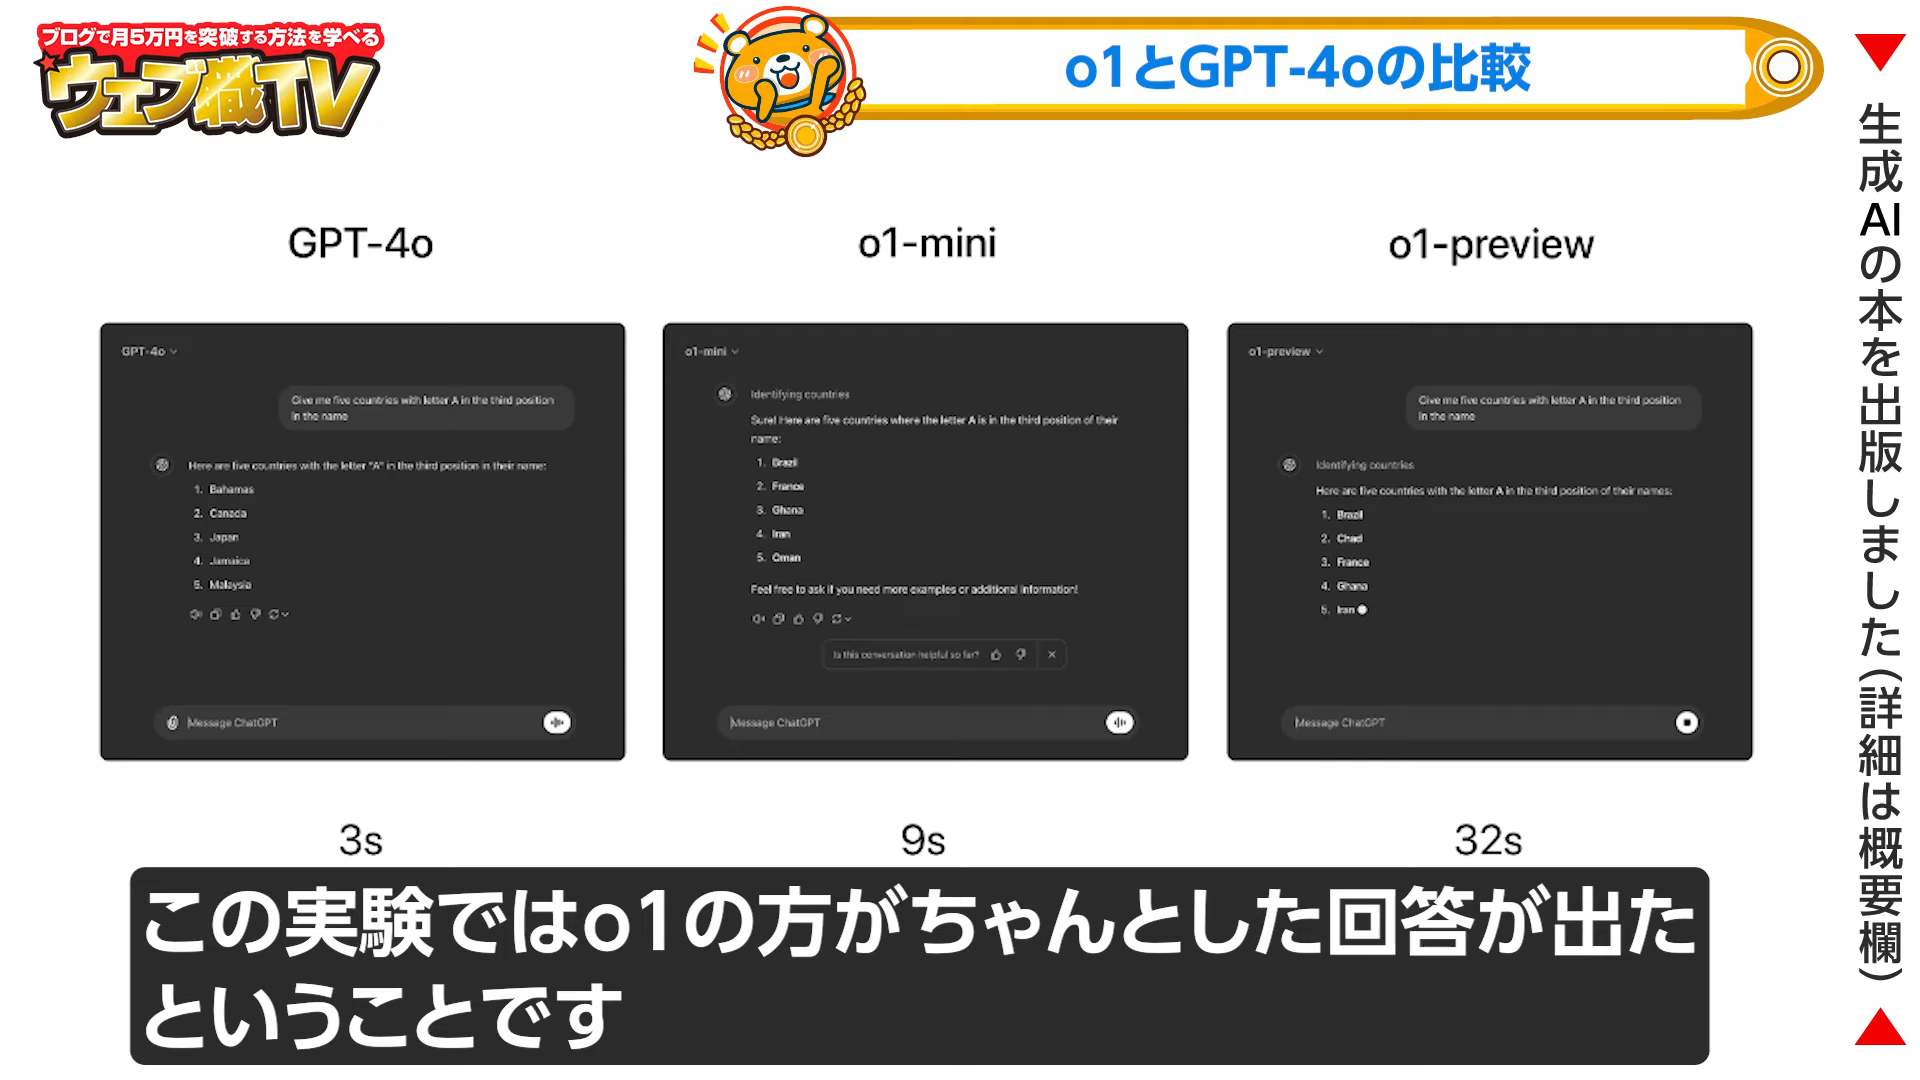 ブログで月5万円を突破する方法を学べる
ウェブ職TV
o1とGPT-4oの比較
生成AIの本を出版しました(詳細は概要欄)
GPT-4o
GPT-4o
Give me five countries with letter A in the third position
in the name
Here are five countries with the letter "A" in the third position in their name:
1. Bahamas
2. Canada
3. Japan
4. Jamaica
5. Malaysia
Message ChatGPT
3s
o1-mini
o1-mini
Identifying countries
Sure! Here are five countries where the letter A is in the third position of their
name:
1. Brazil
2. France
3. Ghana
4. Iran
5. Oman
Feel free to ask if you need more examples or additional information!
Is this conversation helpful so far?
Message ChatGPT
9s
o1-preview
o1-preview
Give me five countries with letter A in the third position
in the name
Identifying countries
Here are five countries with the letter A in the third position of their names:
1. Brazil
2. Chad
3. France
4. Ghana
5. Iran
Message ChatGPT
32s
この実験ではo1の方がちゃんとした回答が出た
ということです